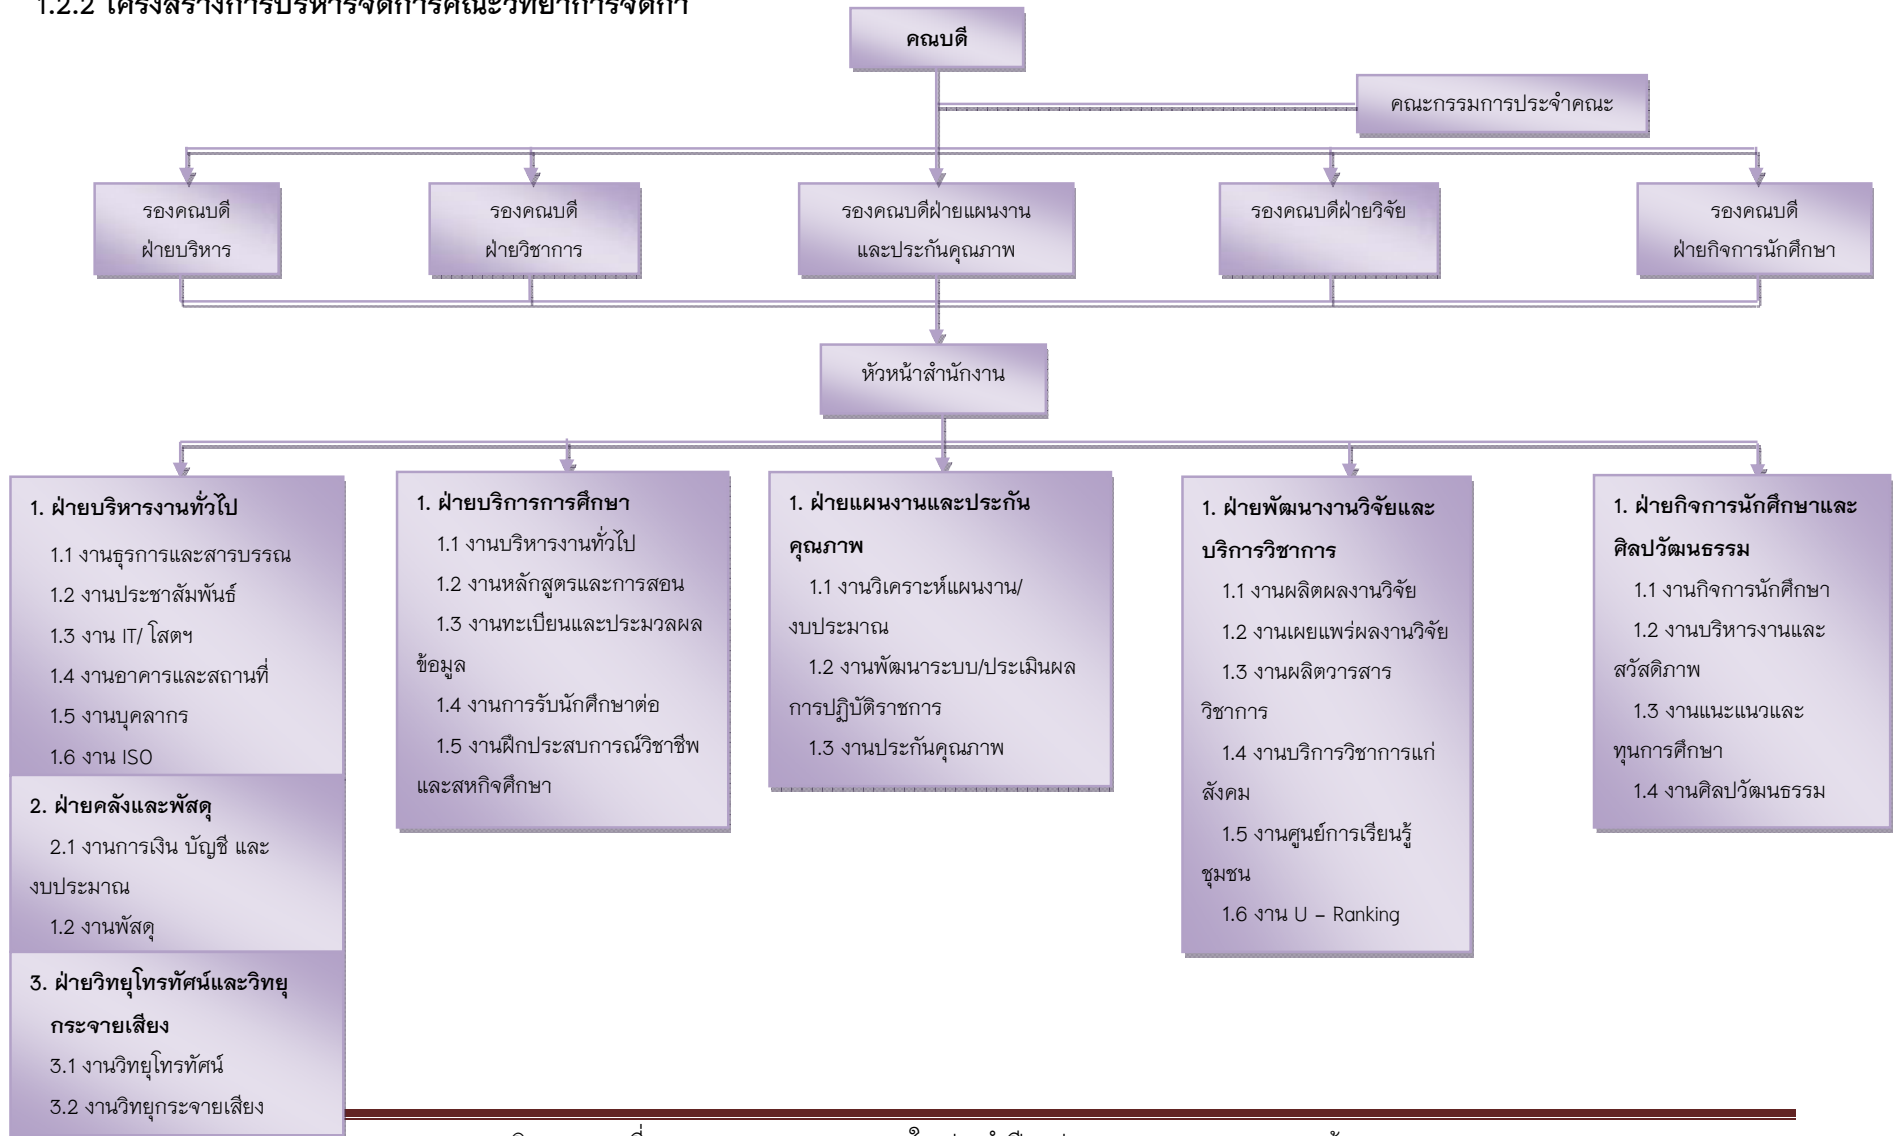 1.2.2 โครงสร้างการบริหารจัดการคณะวิทยาการจัดกา
คณบดี
คณะกรรมการประจำคณะ
รองคณบดี
ฝ่ายบริหาร
รองคณบดี
ฝ่ายวิชาการ
รองคณบดีฝ่ายแผนงาน
และประกันคุณภาพ
รองคณบดีฝ่ายวิจัย
รองคณบดี
ฝ่ายกิจการนักศึกษา
หัวหน้าสำนักงาน
1. ฝ่ายบริหารงานทั่วไป
1.1 งานธุรการและสารบรรณ
1.2 งานประชาสัมพันธ์
1.3 งาน IT/ โสตฯ
1.4 งานอาคารและสถานที่
1.5 งานบุคลากร
1.6 งาน ISO
2. ฝ่ายคลังและพัสดุ
2.1 งานการเงิน บัญชี และ
งบประมาณ
1.2 งานพัสดุ
3. ฝ่ายวิทยุโทรทัศน์และวิทยุ
กระจายเสียง
3.1 งานวิทยุโทรทัศน์
3.2 งานวิทยุกระจายเสียง
1. ฝ่ายบริการการศึกษา
1.1 งานบริหารงานทั่วไป
1.2 งานหลักสูตรและการสอน
1.3 งานทะเบียนและประมวลผล
ข้อมูล
1.4 งานการรับนักศึกษาต่อ
1.5 งานฝึกประสบการณ์วิชาชีพ
และสหกิจศึกษา
1. ฝ่ายแผนงานและประกัน
คุณภาพ
1.1 งานวิเคราะห์แผนงาน/
งบประมาณ
1.2 งานพัฒนาระบบ/ประเมินผล
การปฏิบัติราชการ
1.3 งานประกันคุณภาพ
1. ฝ่ายพัฒนางานวิจัยและ
บริการวิชาการ
1.1 งานผลิตผลงานวิจัย
1.2 งานเผยแพร่ผลงานวิจัย
1.3 งานผลิตวารสาร
วิชาการ
1.4 งานบริการวิชาการแก่
สังคม
1.5 งานศูนย์การเรียนรู้
ชุมชน
1.6 งาน U – Ranking
1. ฝ่ายกิจการนักศึกษาและ
ศิลปวัฒนธรรม
1.1 งานกิจการนักศึกษา
1.2 งานบริหารงานและ
สวัสดิภาพ
1.3 งานแนะแนวและ
ทุนการศึกษา
1.4 งานศิลปวัฒนธรรม